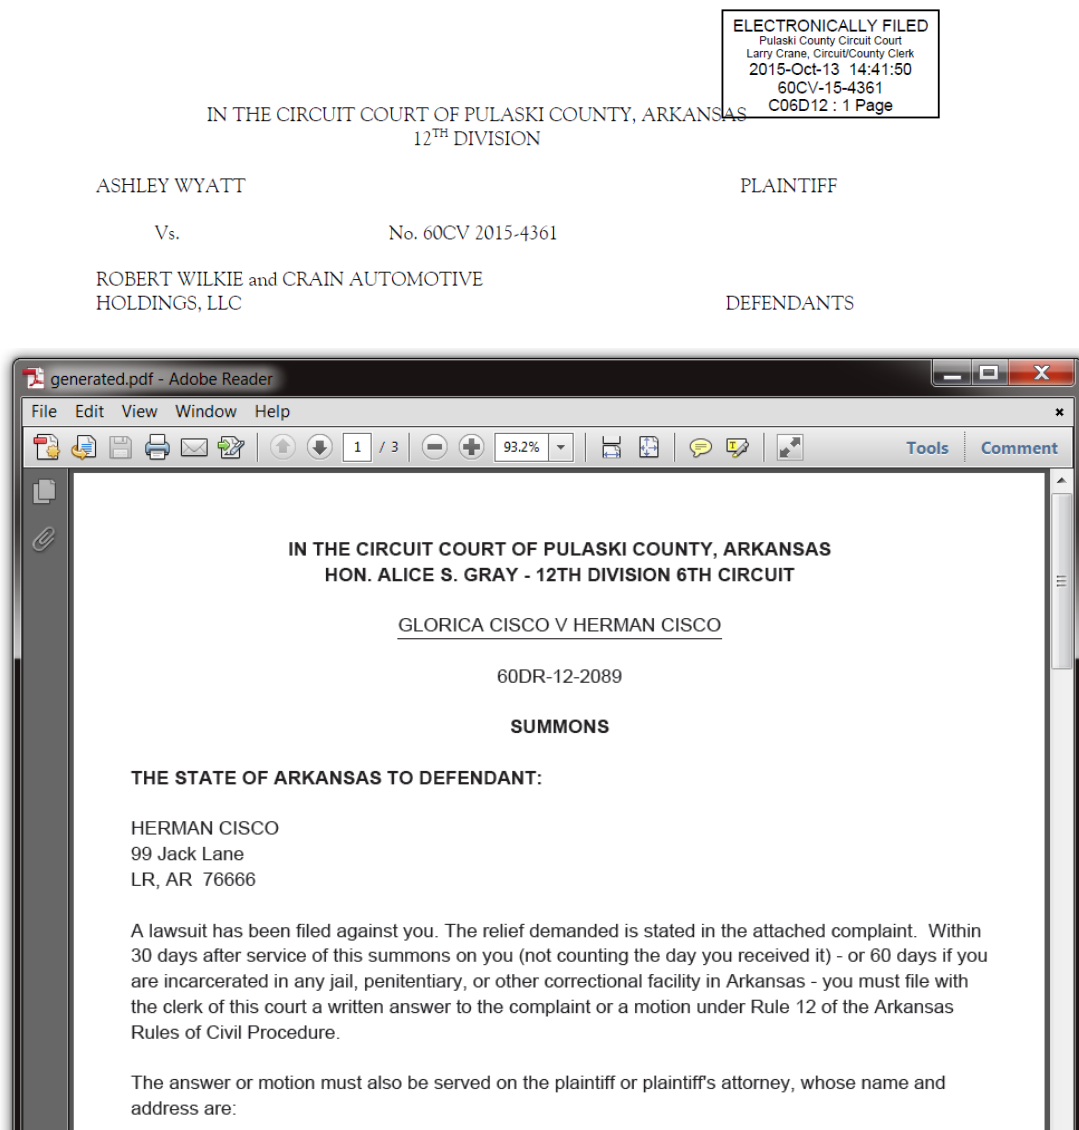 ELECTRONICALLY FILED
Pulaski County Circuit Court
Larry Crane, Circuit/County Clerk
2015-Oct-13 14:41:50
60CV-15-4361
C06D12 : 1 Page
IN THE CIRCUIT COURT OF PULASKI COUNTY, ARKANSAS
12TH DIVISION
ASHLEY WYATT PLAINTIFF
Vs. No. 60CV 2015-4361
ROBERT WILKIE and CRAIN AUTOMOTIVE
HOLDINGS, LLC DEFENDANTS
generated.pdf - Adobe Reader
File Edit View Window Help
1 / 3 93.2% Tools Comment
IN THE CIRCUIT COURT OF PULASKI COUNTY, ARKANSAS
HON. ALICE S. GRAY - 12TH DIVISION 6TH CIRCUIT
GLORICA CISCO V HERMAN CISCO
60DR-12-2089
SUMMONS
THE STATE OF ARKANSAS TO DEFENDANT:
HERMAN CISCO
99 Jack Lane
LR, AR 76666
A lawsuit has been filed against you. The relief demanded is stated in the attached complaint. Within
30 days after service of this summons on you (not counting the day you received it) - or 60 days if you
are incarcerated in any jail, penitentiary, or other correctional facility in Arkansas - you must file with
the clerk of this court a written answer to the complaint or a motion under Rule 12 of the Arkansas
Rules of Civil Procedure.
The answer or motion must also be served on the plaintiff or plaintiff's attorney, whose name and
address are: